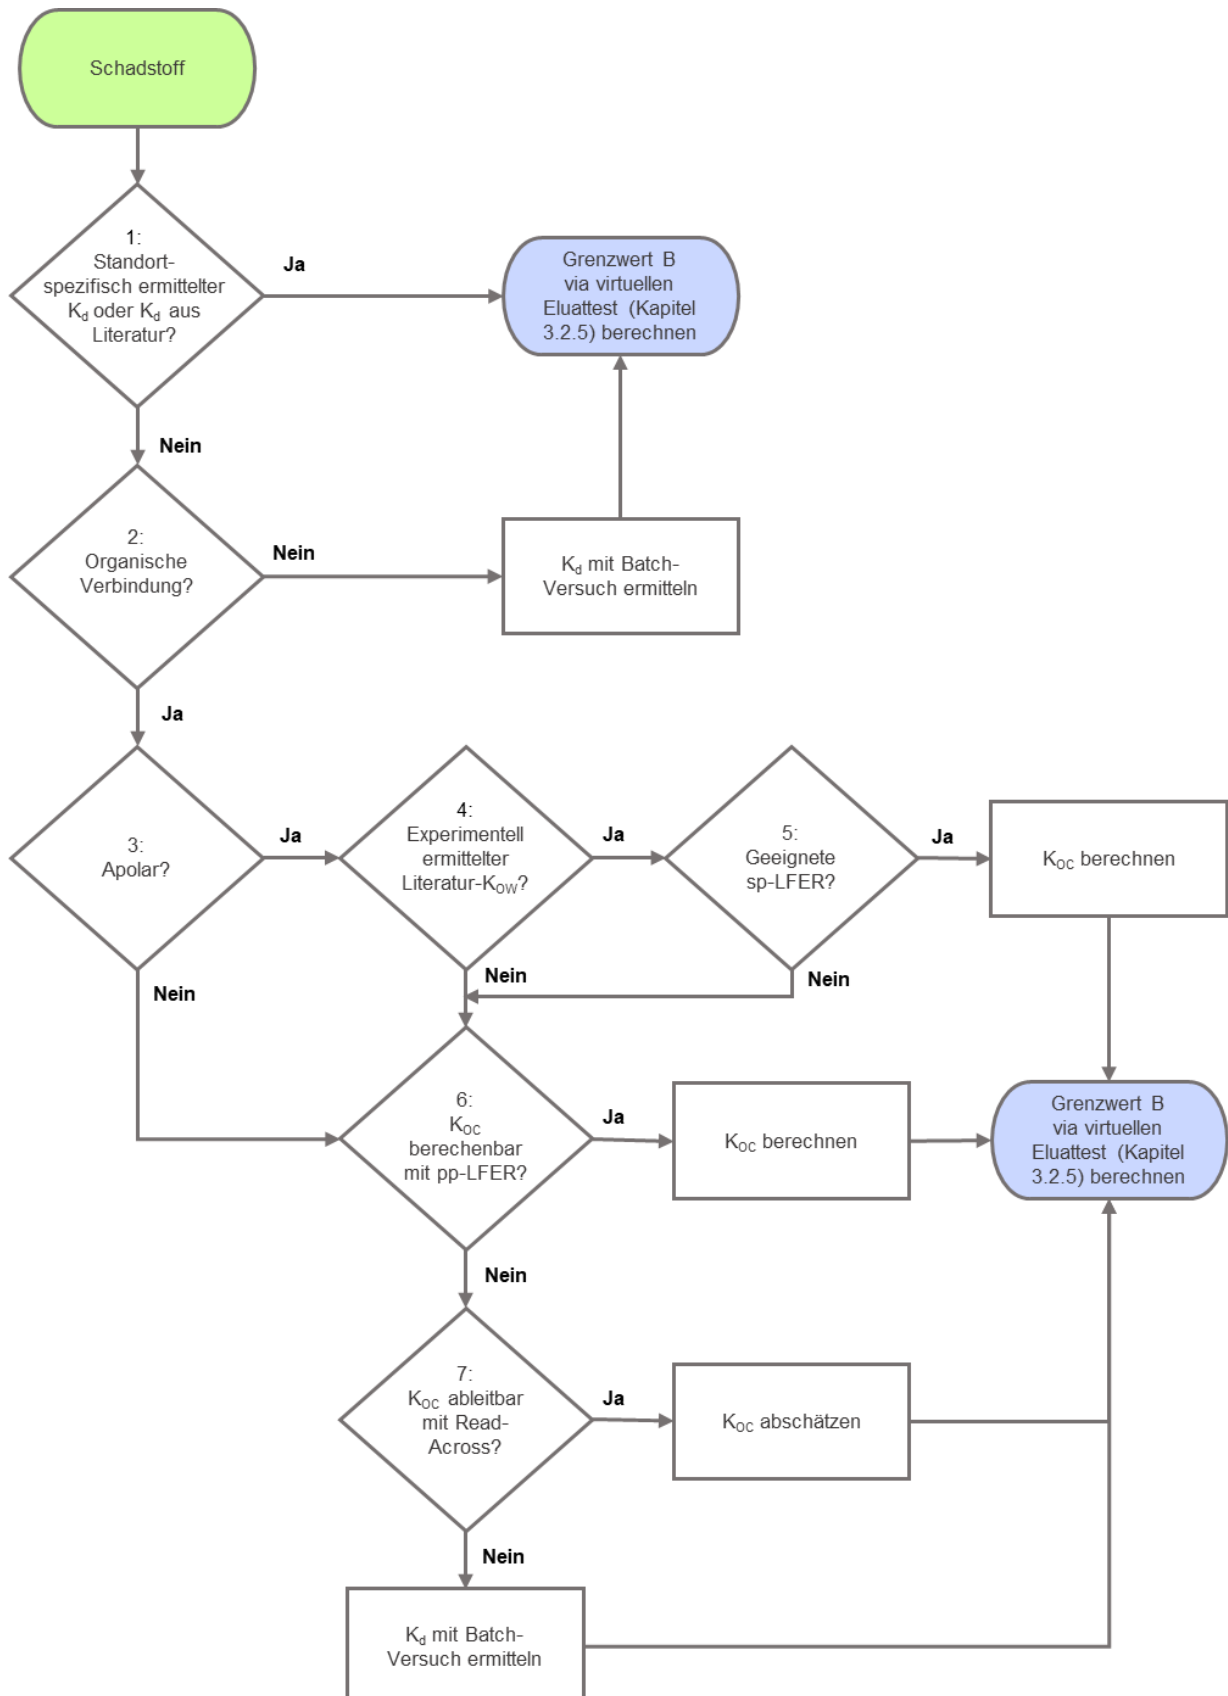 Schadstoff
1:
Standort-
spezifisch ermittelter
Kd oder Kd aus
Literatur?
Ja
Grenzwert B
via virtuellen
Eluattest (Kapitel
3.2.5) berechnen
Nein
2:
Organische
Verbindung?
Nein
Kd mit Batch-
Versuch ermitteln
Ja
3:
Apolar?
Ja
4:
Experimentell
ermittelter
Literatur-KOW?
Ja
5:
Geeignete
sp-LFER?
Ja
KOC berechnen
Nein
Nein
Nein
6:
KOC
berechenbar
mit pp-LFER?
Ja
KOC berechnen
Grenzwert B
via virtuellen
Eluattest (Kapitel
3.2.5) berechnen
Nein
7:
KOC ableitbar
mit Read-
Across?
Ja
KOC abschätzen
Nein
Kd mit Batch-
Versuch ermitteln